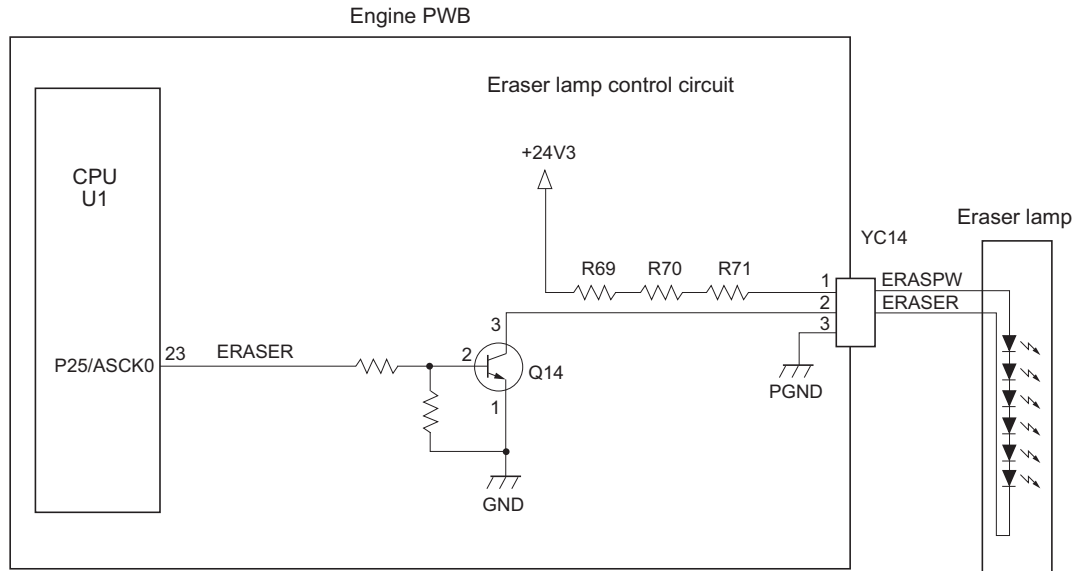 Engine PWB
Eraser lamp control circuit
+24V3
CPU
U1
Eraser lamp
YC14
R69
R70
R71
1
ERASPW
2
ERASER
3
3
P25/ASCK0
23
ERASER
2
Q14
PGND
1
GND